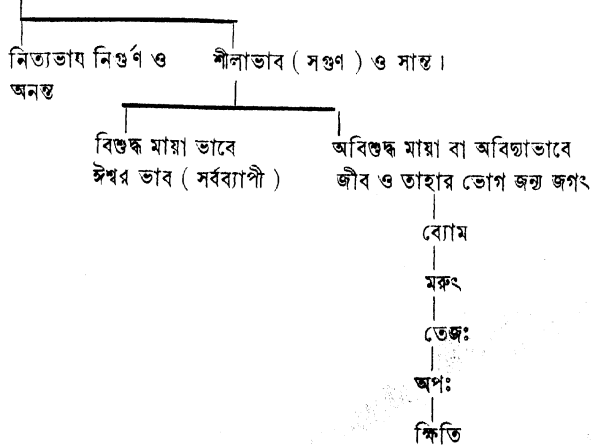 নিত্যভাব নির্গুণ ও
অনন্ত
লীলাভাব ( সগুণ ) ও সান্ত।
বিশুদ্ধ মায়া ভাবে
ঈশ্বর ভাব ( সর্বব্যাপী )
অবিশুদ্ধ মায়া বা অবিদ্যাভাবে
জীব ও তাহার ভোগ জন্য জগৎ
ব্যোম
মরুৎ
তেজঃ
অপঃ
ক্ষিতি